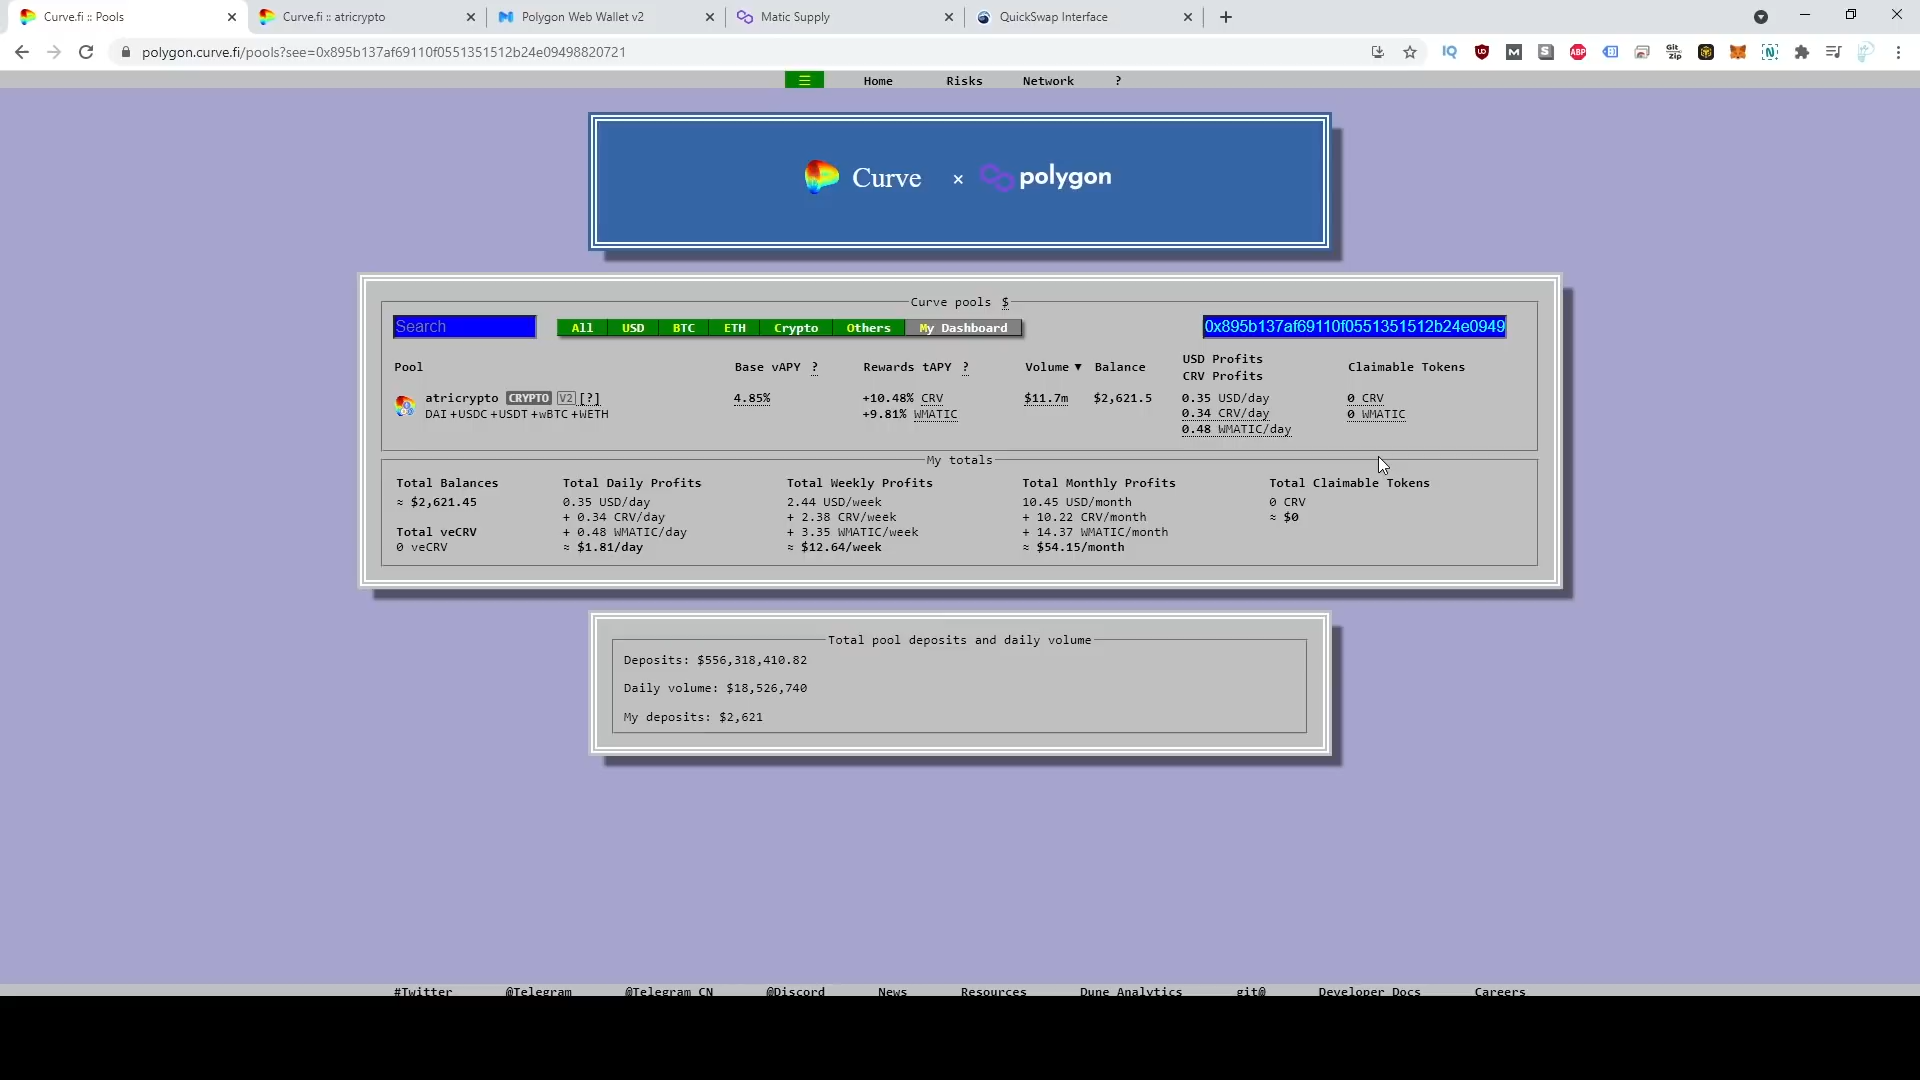 Curve.fi :: Pools
Curve.fi :: atricrypto
Polygon Web Wallet v2
Matic Supply
QuickSwap Interface
polygon.curve.fi/pools?see=0x895b137af69110f0551351512b24e09498820721
Home Risks Network ?
Curve × polygon
Curve pools $
Search
All USD BTC ETH Crypto Others My Dashboard
0x895b137af69110f0551351512b24e0949
Pool Base vAPY ? Rewards tAPY ? Volume ▼ Balance USD Profits CRV Profits Claimable Tokens
atricrypto CRYPTO V2 [?] 4.85% +10.48% CRV $11.7m $2,621.5 0.35 USD/day 0 CRV
DAI+USDC+USDT+wBTC+WETH +9.81% WMATIC 0.34 CRV/day 0 WMATIC
0.48 WMATIC/day
My totals
Total Balances Total Daily Profits Total Weekly Profits Total Monthly Profits Total Claimable Tokens
≈ $2,621.45 0.35 USD/day 2.44 USD/week 10.45 USD/month 0 CRV
+ 0.34 CRV/day + 2.38 CRV/week + 10.22 CRV/month ≈ $0
Total veCRV + 0.48 WMATIC/day + 3.35 WMATIC/week + 14.37 WMATIC/month
0 veCRV ≈ $1.81/day ≈ $12.64/week ≈ $54.15/month
Total pool deposits and daily volume
Deposits: $556,318,410.82
Daily volume: $18,526,740
My deposits: $2,621
#Twitter @Telegram @Telegram CN @Discord News Resources Dune Analytics git@ Developer Docs Careers